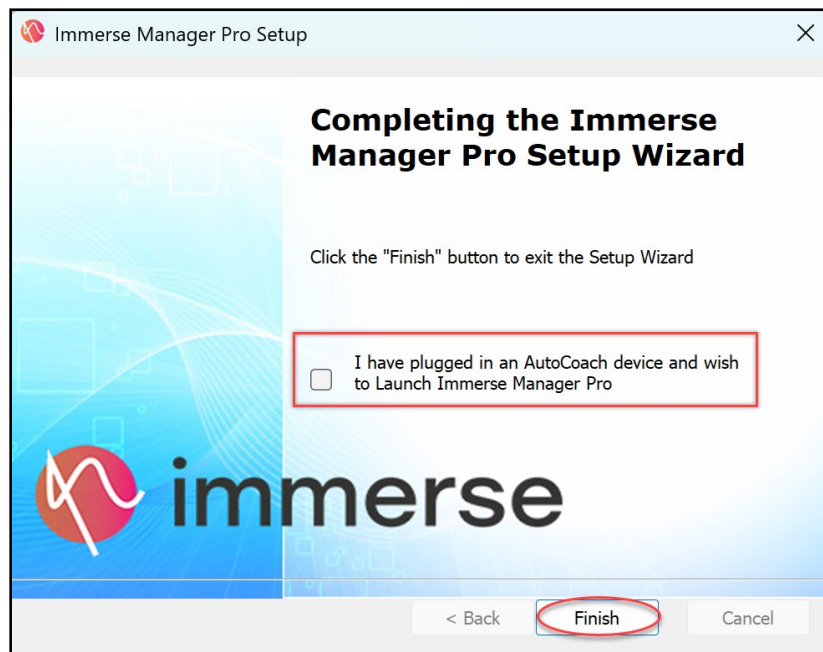 Immerse Manager Pro Setup
Completing the Immerse
Manager Pro Setup Wizard
Click the "Finish" button to exit the Setup Wizard
I have plugged in an AutoCoach device and wish
to Launch Immerse Manager Pro
immerse
< Back Finish Cancel